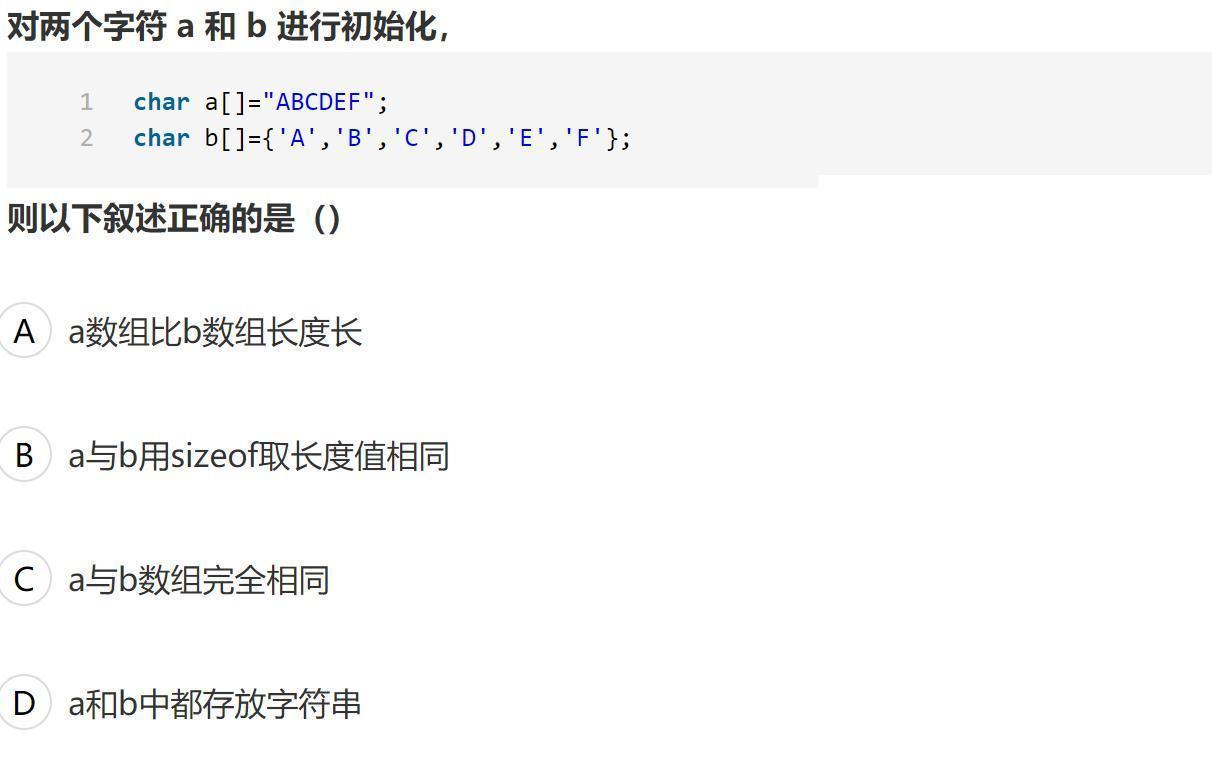 对两个字符 a 和 b 进行初始化，
1 char a[]="ABCDEF";
2 char b[]={'A','B','C','D','E','F'};
则以下叙述正确的是（）
A a数组比b数组长度长
B a与b用sizeof取长度值相同
C a与b数组完全相同
D a和b中都存放字符串